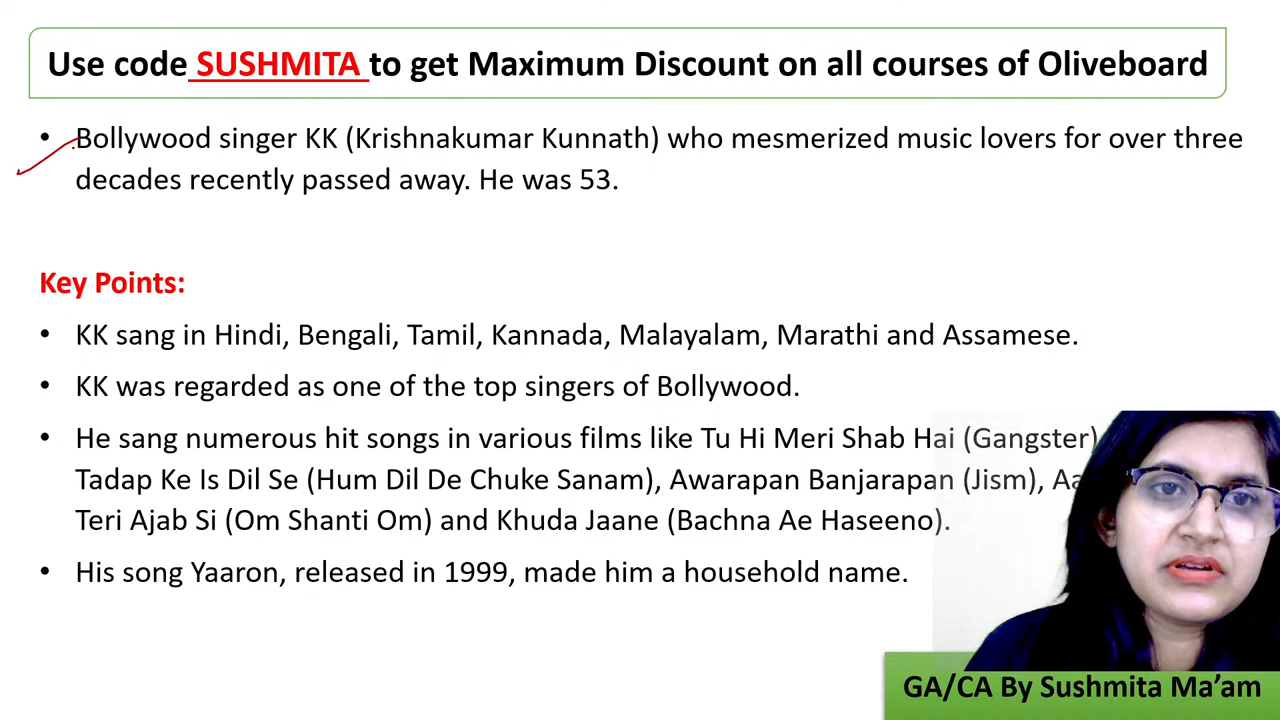 Use code SUSHMITA to get Maximum Discount on all courses of Oliveboard
• Bollywood singer KK (Krishnakumar Kunnath) who mesmerized music lovers for over three
decades recently passed away. He was 53.
Key Points:
• KK sang in Hindi, Bengali, Tamil, Kannada, Malayalam, Marathi and Assamese.
• KK was regarded as one of the top singers of Bollywood.
• He sang numerous hit songs in various films like Tu Hi Meri Shab Hai (Gangster)
Tadap Ke Is Dil Se (Hum Dil De Chuke Sanam), Awarapan Banjarapan (Jism),
Teri Ajab Si (Om Shanti Om) and Khuda Jaane (Bachna Ae Haseeno).
• His song Yaaron, released in 1999, made him a household name.
GA/CA By Sushmita Ma’am